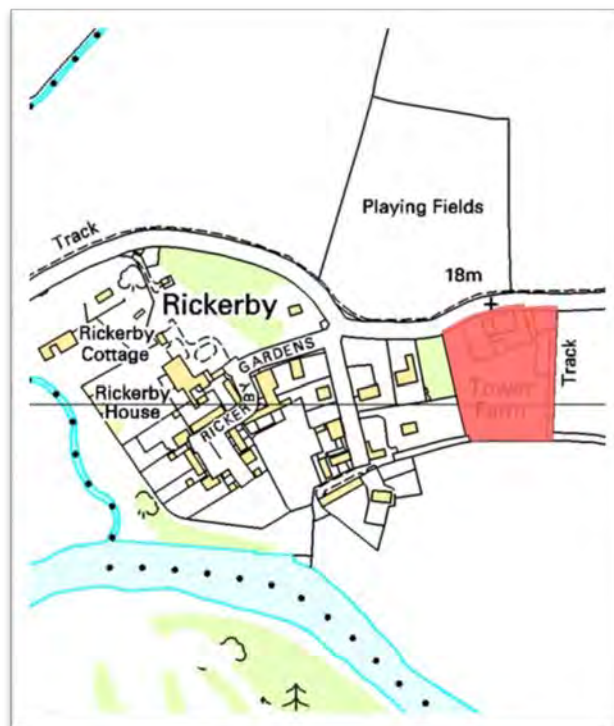 Playing Fields
Track
18m
Rickerby
Rickerby
Cottage
GARDENS
Track
Rickerby
House
RICKERBY
Tower
Farm